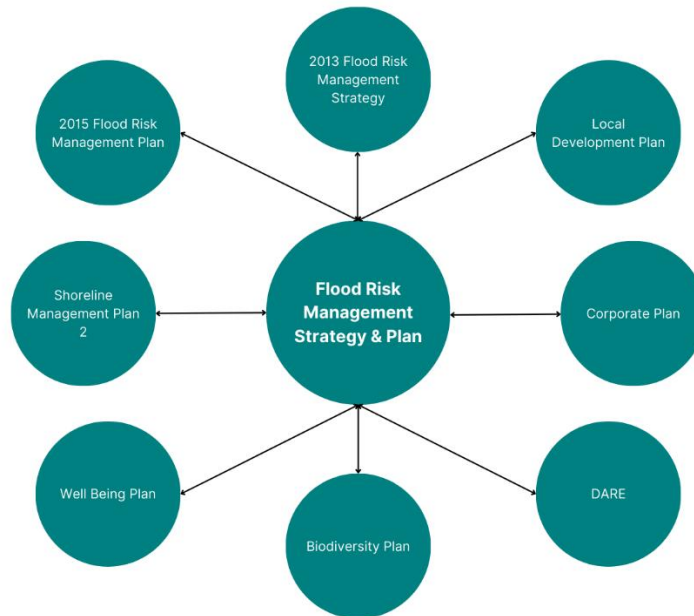 2013 Flood Risk
Management
Strategy
2015 Flood Risk
Management Plan
Local
Development Plan
Shoreline
Management Plan
2
Flood Risk
Management
Strategy & Plan
Corporate Plan
Well Being Plan
Biodiversity Plan
DARE